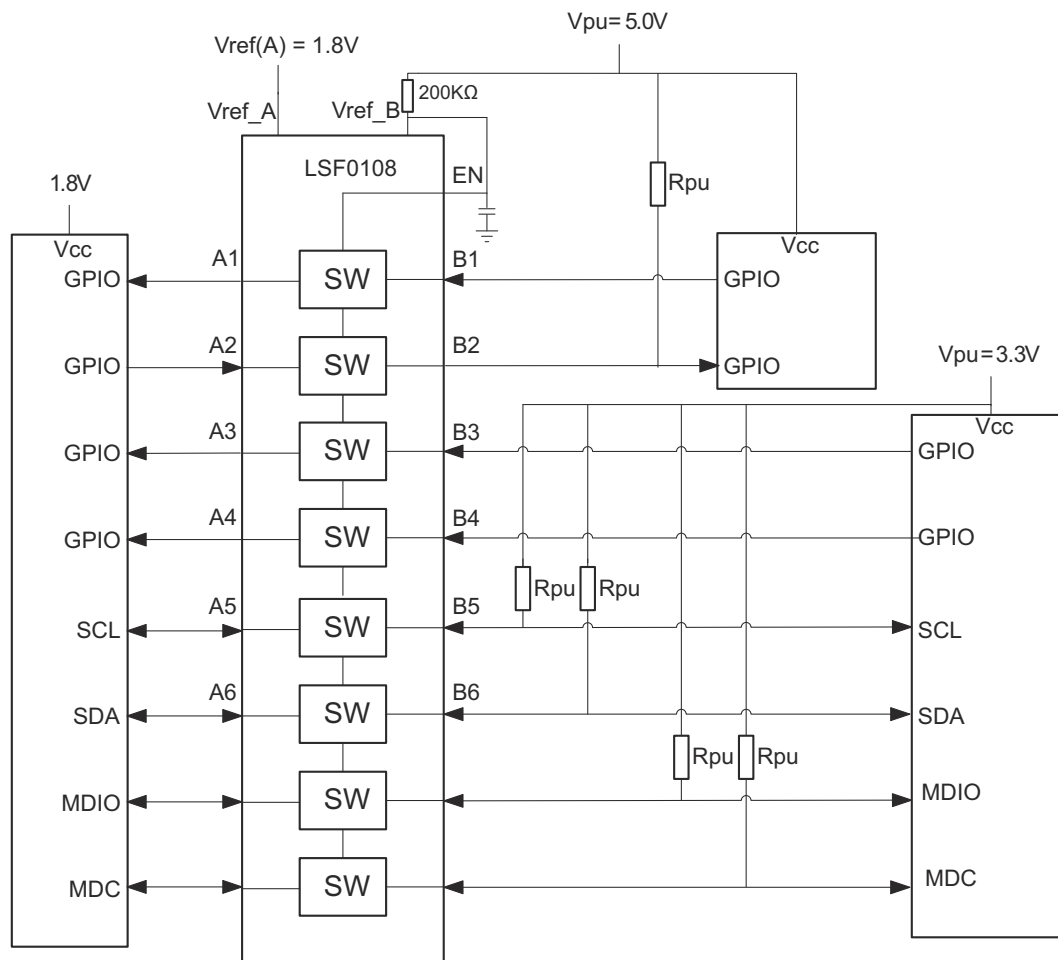 Vpu= 5.0V
Vref(A) = 1.8V
200KΩ
Vref_A
Vref_B
LSF0108
EN
Rpu
1.8V
Vcc
Vcc
GPIO
A1
SW
B1
GPIO
GPIO
A2
SW
B2
GPIO
Vpu=3.3V
Vcc
GPIO
A3
SW
B3
GPIO
GPIO
A4
SW
B4
GPIO
Rpu
Rpu
SCL
A5
SW
B5
SCL
SDA
A6
SW
B6
SDA
Rpu
Rpu
MDIO
SW
MDIO
MDC
SW
MDC